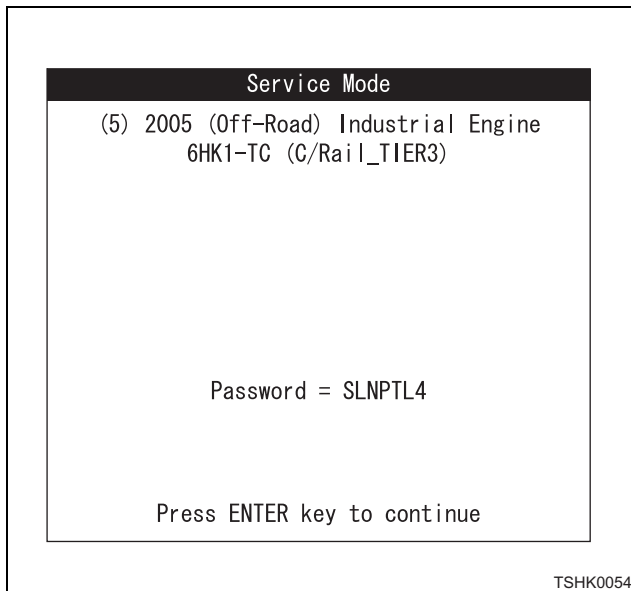 Service Mode
(5) 2005 (Off-Road) Industrial Engine
6HK1-TC (C/Rail_TIER3)
Password = SLNPTL4
Press ENTER key to continue
TSHK0054